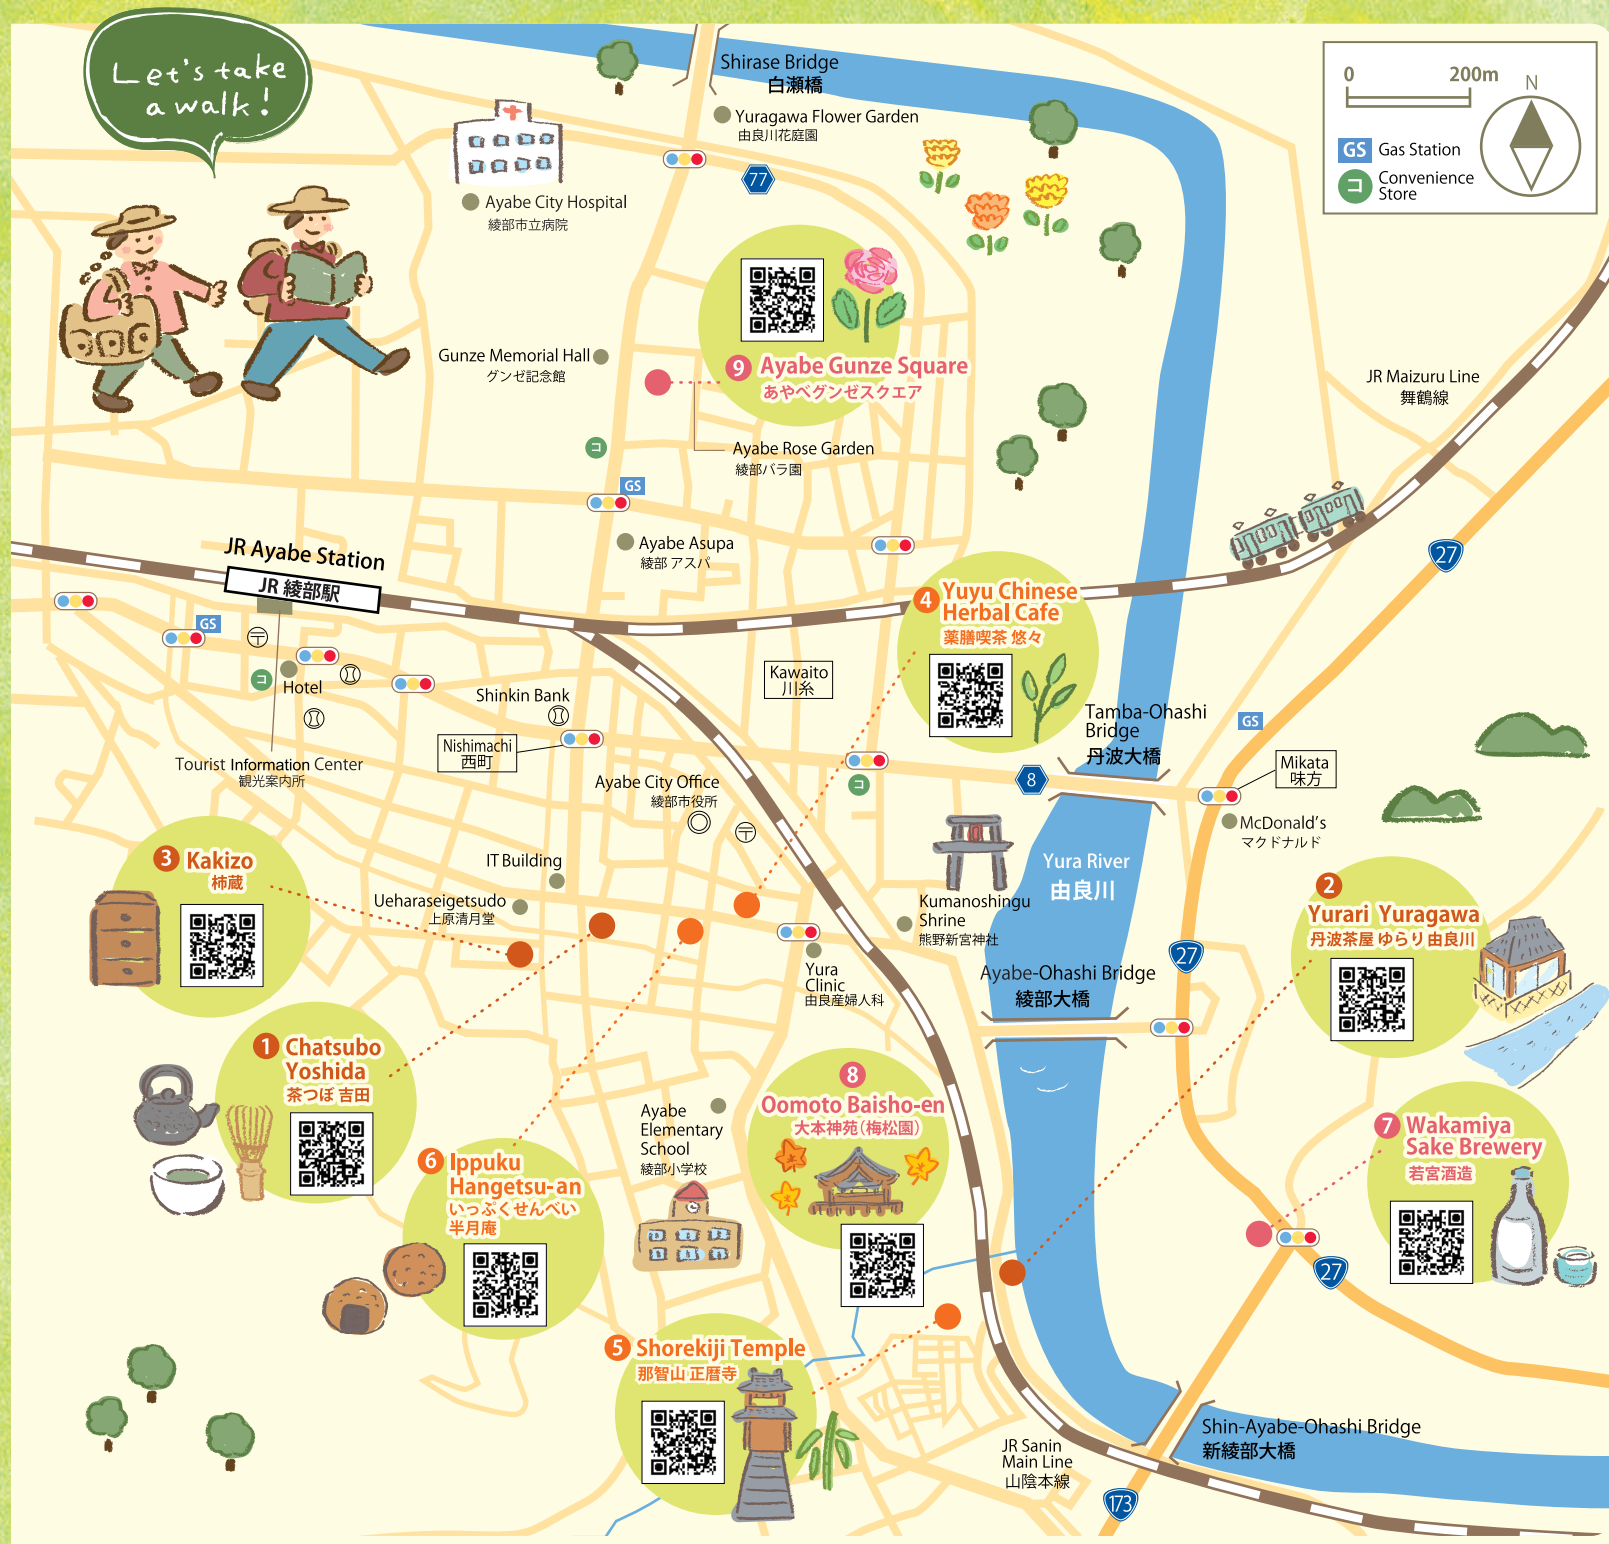 Let's take
a walk!
Shirase Bridge
白瀬橋
Yuragawa Flower Garden
由良川花庭園
77
0 200m
N
GS Gas Station
コ Convenience
Store
Ayabe City Hospital
綾部市立病院
Gunze Memorial Hall
グンゼ記念館
9 Ayabe Gunze Square
あやべグンゼスクエア
Ayabe Rose Garden
綾部バラ園
JR Maizuru Line
舞鶴線
コ
GS
Ayabe Asupa
綾部 アスパ
27
JR Ayabe Station
JR 綾部駅
4 Yuyu Chinese
Herbal Cafe
薬膳喫茶 悠々
GS
〒
コ
Hotel
Tourist Information Center
観光案内所
Shinkin Bank
Nishimachi
西町
Kawaito
川糸
Ayabe City Office
綾部市役所
〒
コ
8
Tamba-Ohashi
Bridge
丹波大橋
GS
Mikata
味方
McDonald's
マクドナルド
3 Kakizo
柿蔵
IT Building
Ueharaseigetsudo
上原清月堂
Yura River
由良川
Kumanoshingu
Shrine
熊野新宮神社
Yura
Clinic
由良産婦人科
Ayabe-Ohashi Bridge
綾部大橋
27
2
Yurari Yuragawa
丹波茶屋 ゆらり 由良川
1 Chatsubo
Yoshida
茶つぼ 吉田
Ayabe
Elementary
School
綾部小学校
8
Oomoto Baisho-en
大本神苑(梅松園)
7 Wakamiya
Sake Brewery
若宮酒造
6 Ippuku
Hangetsu-an
いっぷくせんべい
半月庵
27
5 Shorekiji Temple
那智山 正暦寺
JR Sanin
Main Line
山陰本線
Shin-Ayabe-Ohashi Bridge
新綾部大橋
173